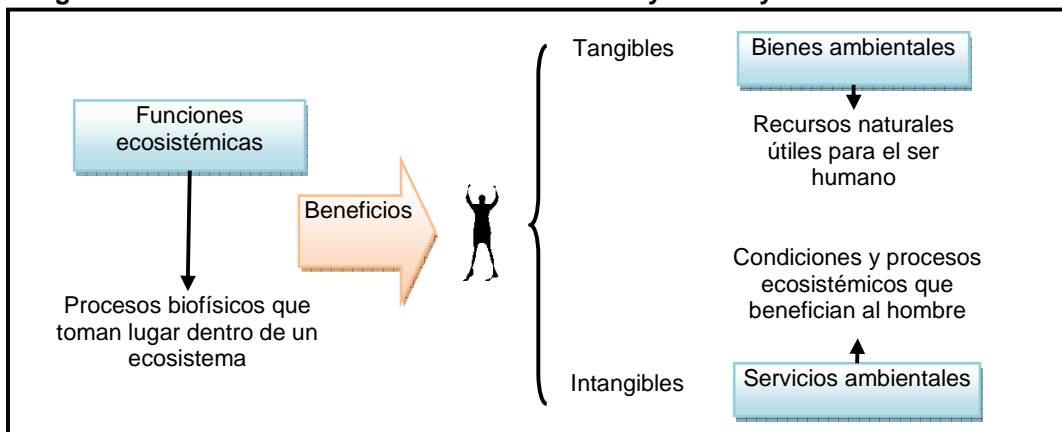 Funciones
ecosistémicas
Procesos biofísicos que
toman lugar dentro de un
ecosistema
Beneficios
Tangibles
Bienes ambientales
Recursos naturales
útiles para el ser
humano
Condiciones y procesos
ecosistémicos que
benefician al hombre
Intangibles
Servicios ambientales